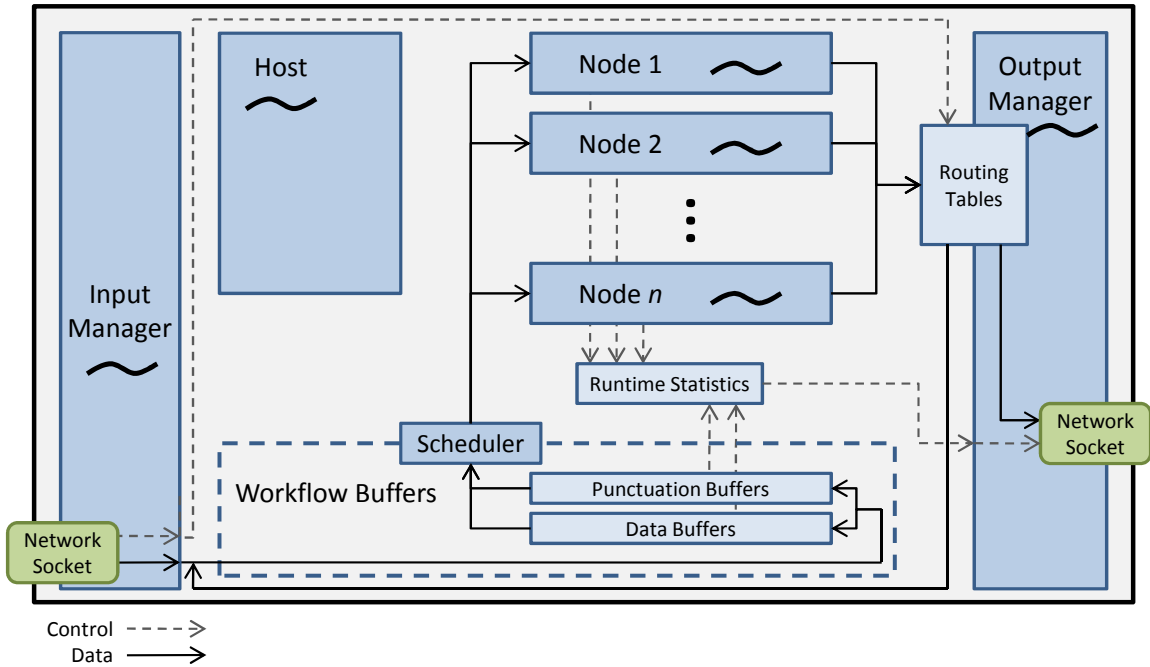 Host
Node 1
Output
Manager
Node 2
Routing
Tables
Input
Manager
Node n
Runtime Statistics
Network
Socket
Scheduler
Workflow Buffers
Punctuation Buffers
Data Buffers
Network
Socket
Control
Data